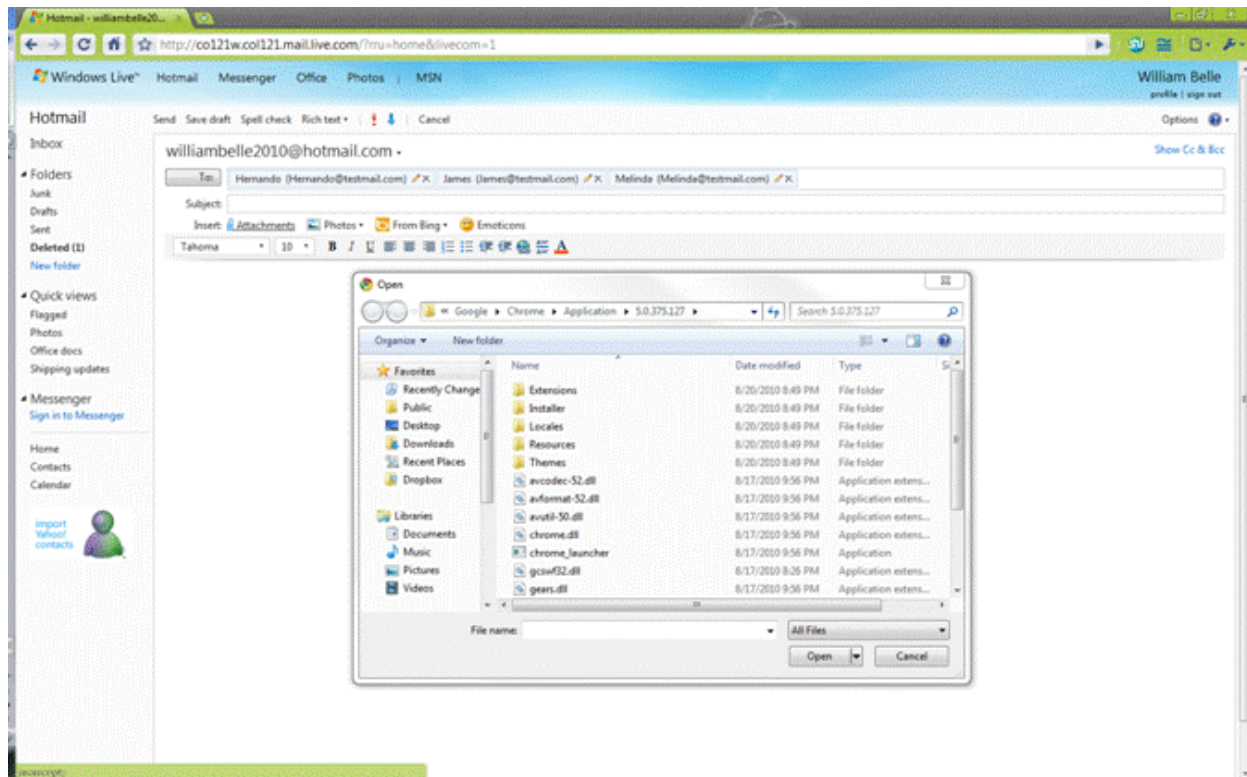 Hotmail - williambelle20...
http://co121w.col121.mail.live.com/?rru=home&livecom=1
Windows Live™ Hotmail Messenger Office Photos | MSN
William Belle
profile | sign out
Hotmail
Send Save draft Spell check Rich text Cancel
Options
Inbox
williambelle2010@hotmail.com
Show Cc & Bcc
Folders
To: Hernando (Hernando@testmail.com) James (James@testmail.com) Melinda (Melinda@testmail.com)
Junk
Drafts
Subject:
Sent
Insert: Attachments Photos From Bing Emoticons
Deleted (1)
Tahoma 10 B I U A
New folder
Quick views
Flagged
Photos
Office docs
Shipping updates
Messenger
Sign in to Messenger
Home
Contacts
Calendar
import
Yahoo!
contacts
Open
« Google Chrome Application 5.0.375.127
Search 5.0.375.127
Organize New folder
Name Date modified Type Si
Favorites
Recently Change
Public
Desktop
Downloads
Recent Places
Dropbox
Libraries
Documents
Music
Pictures
Videos
Extensions 8/20/2010 8:49 PM File folder
Installer 8/20/2010 8:49 PM File folder
Locales 8/20/2010 8:49 PM File folder
Resources 8/20/2010 8:49 PM File folder
Themes 8/20/2010 8:49 PM File folder
avcodec-52.dll 8/17/2010 9:56 PM Application extens...
avformat-52.dll 8/17/2010 9:56 PM Application extens...
avutil-50.dll 8/17/2010 9:56 PM Application extens...
chrome.dll 8/17/2010 9:56 PM Application extens...
chrome_launcher 8/17/2010 9:56 PM Application
gcswf32.dll 8/17/2010 8:26 PM Application extens...
gears.dll 8/17/2010 9:56 PM Application extens...
File name: All Files
Open Cancel
javascript: